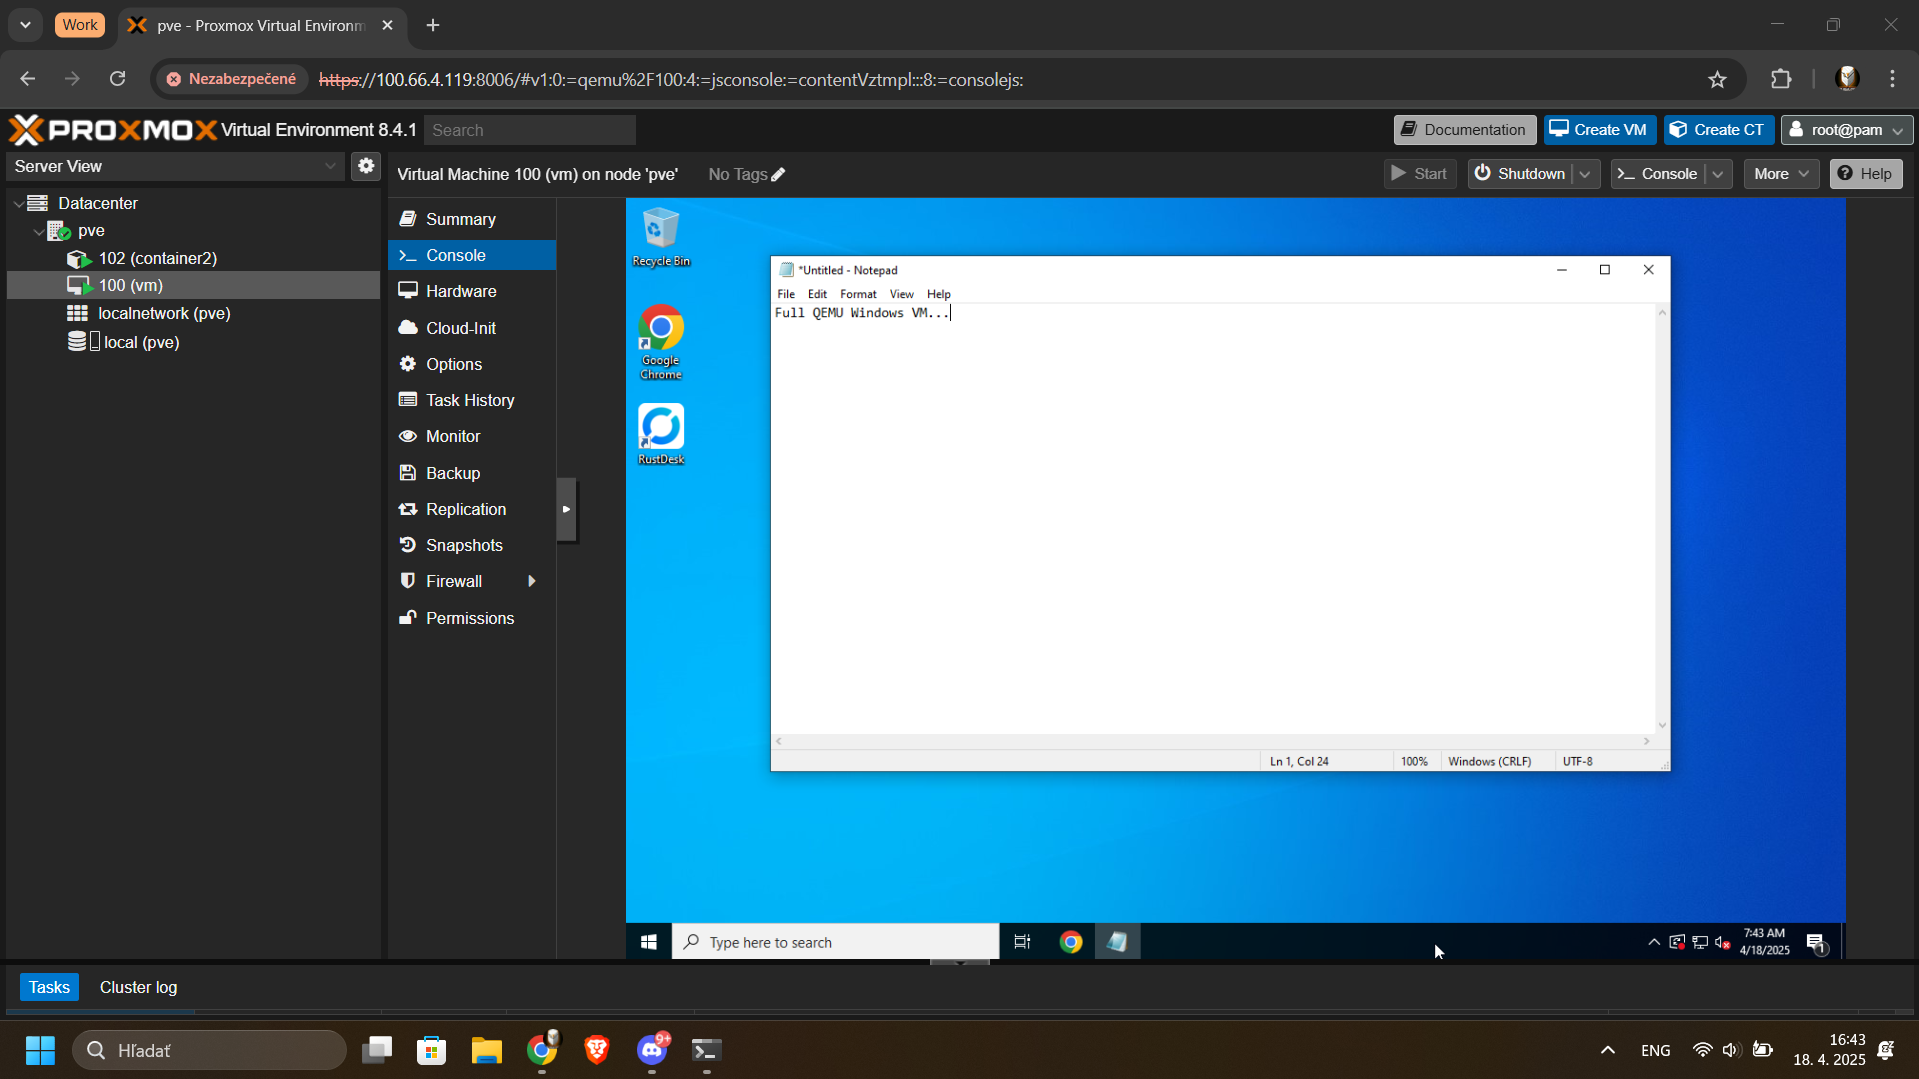 Work
pve - Proxmox Virtual Environm
Nezabezpečené
https://100.66.4.119:8006/#v1:0:=qemu%2F100:4:=jsconsole:=contentVztmpl:::8:=consolejs:
PROXMOX Virtual Environment 8.4.1
Search
Documentation
Create VM
Create CT
root@pam
Server View
Virtual Machine 100 (vm) on node 'pve'
No Tags
Start
Shutdown
Console
More
Help
Datacenter
pve
102 (container2)
100 (vm)
localnetwork (pve)
local (pve)
Summary
Console
Hardware
Cloud-Init
Options
Task History
Monitor
Backup
Replication
Snapshots
Firewall
Permissions
Recycle Bin
Google
Chrome
RustDesk
*Untitled - Notepad
File Edit Format View Help
Full QEMU Windows VM...
Ln 1, Col 24
100%
Windows (CRLF)
UTF-8
Type here to search
7:43 AM
4/18/2025
1
Tasks
Cluster log
Hľadať
9+
ENG
16:43
18. 4. 2025